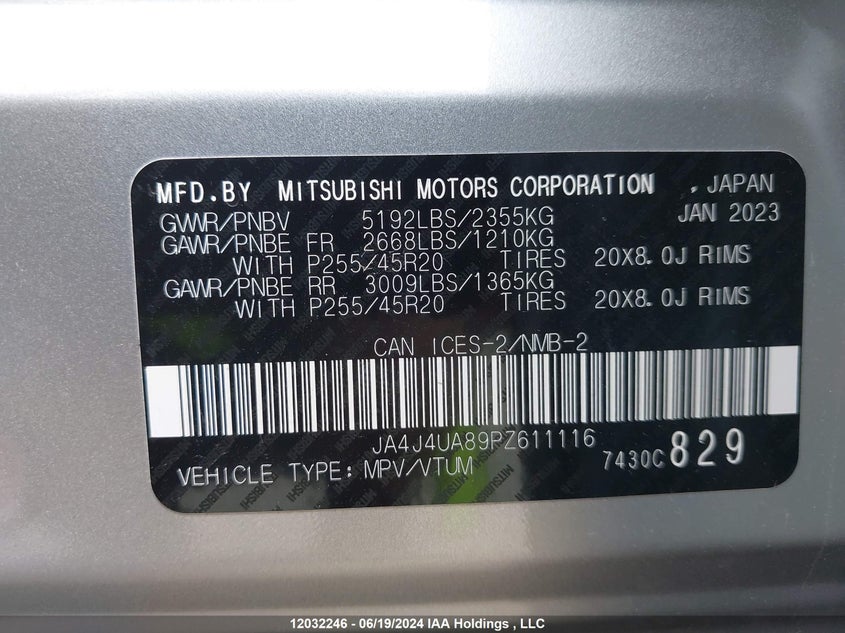 MFD.BY MITSUBISHI MOTORS CORPORATION , JAPAN
GVWR/PNBV 5192LBS/2355KG JAN 2023
GAWR/PNBE FR 2668LBS/1210KG
WITH P255/45R20 TIRES 20X8.0J RIMS
GAWR/PNBE RR 3009LBS/1365KG
WITH P255/45R20 TIRES 20X8.0J RIMS
CAN ICES-2/NMB-2
JA4J4UA89PZ611116
VEHICLE TYPE: MPV/VTUM 7430C 829
12032246 - 06/19/2024 IAA Holdings , LLC